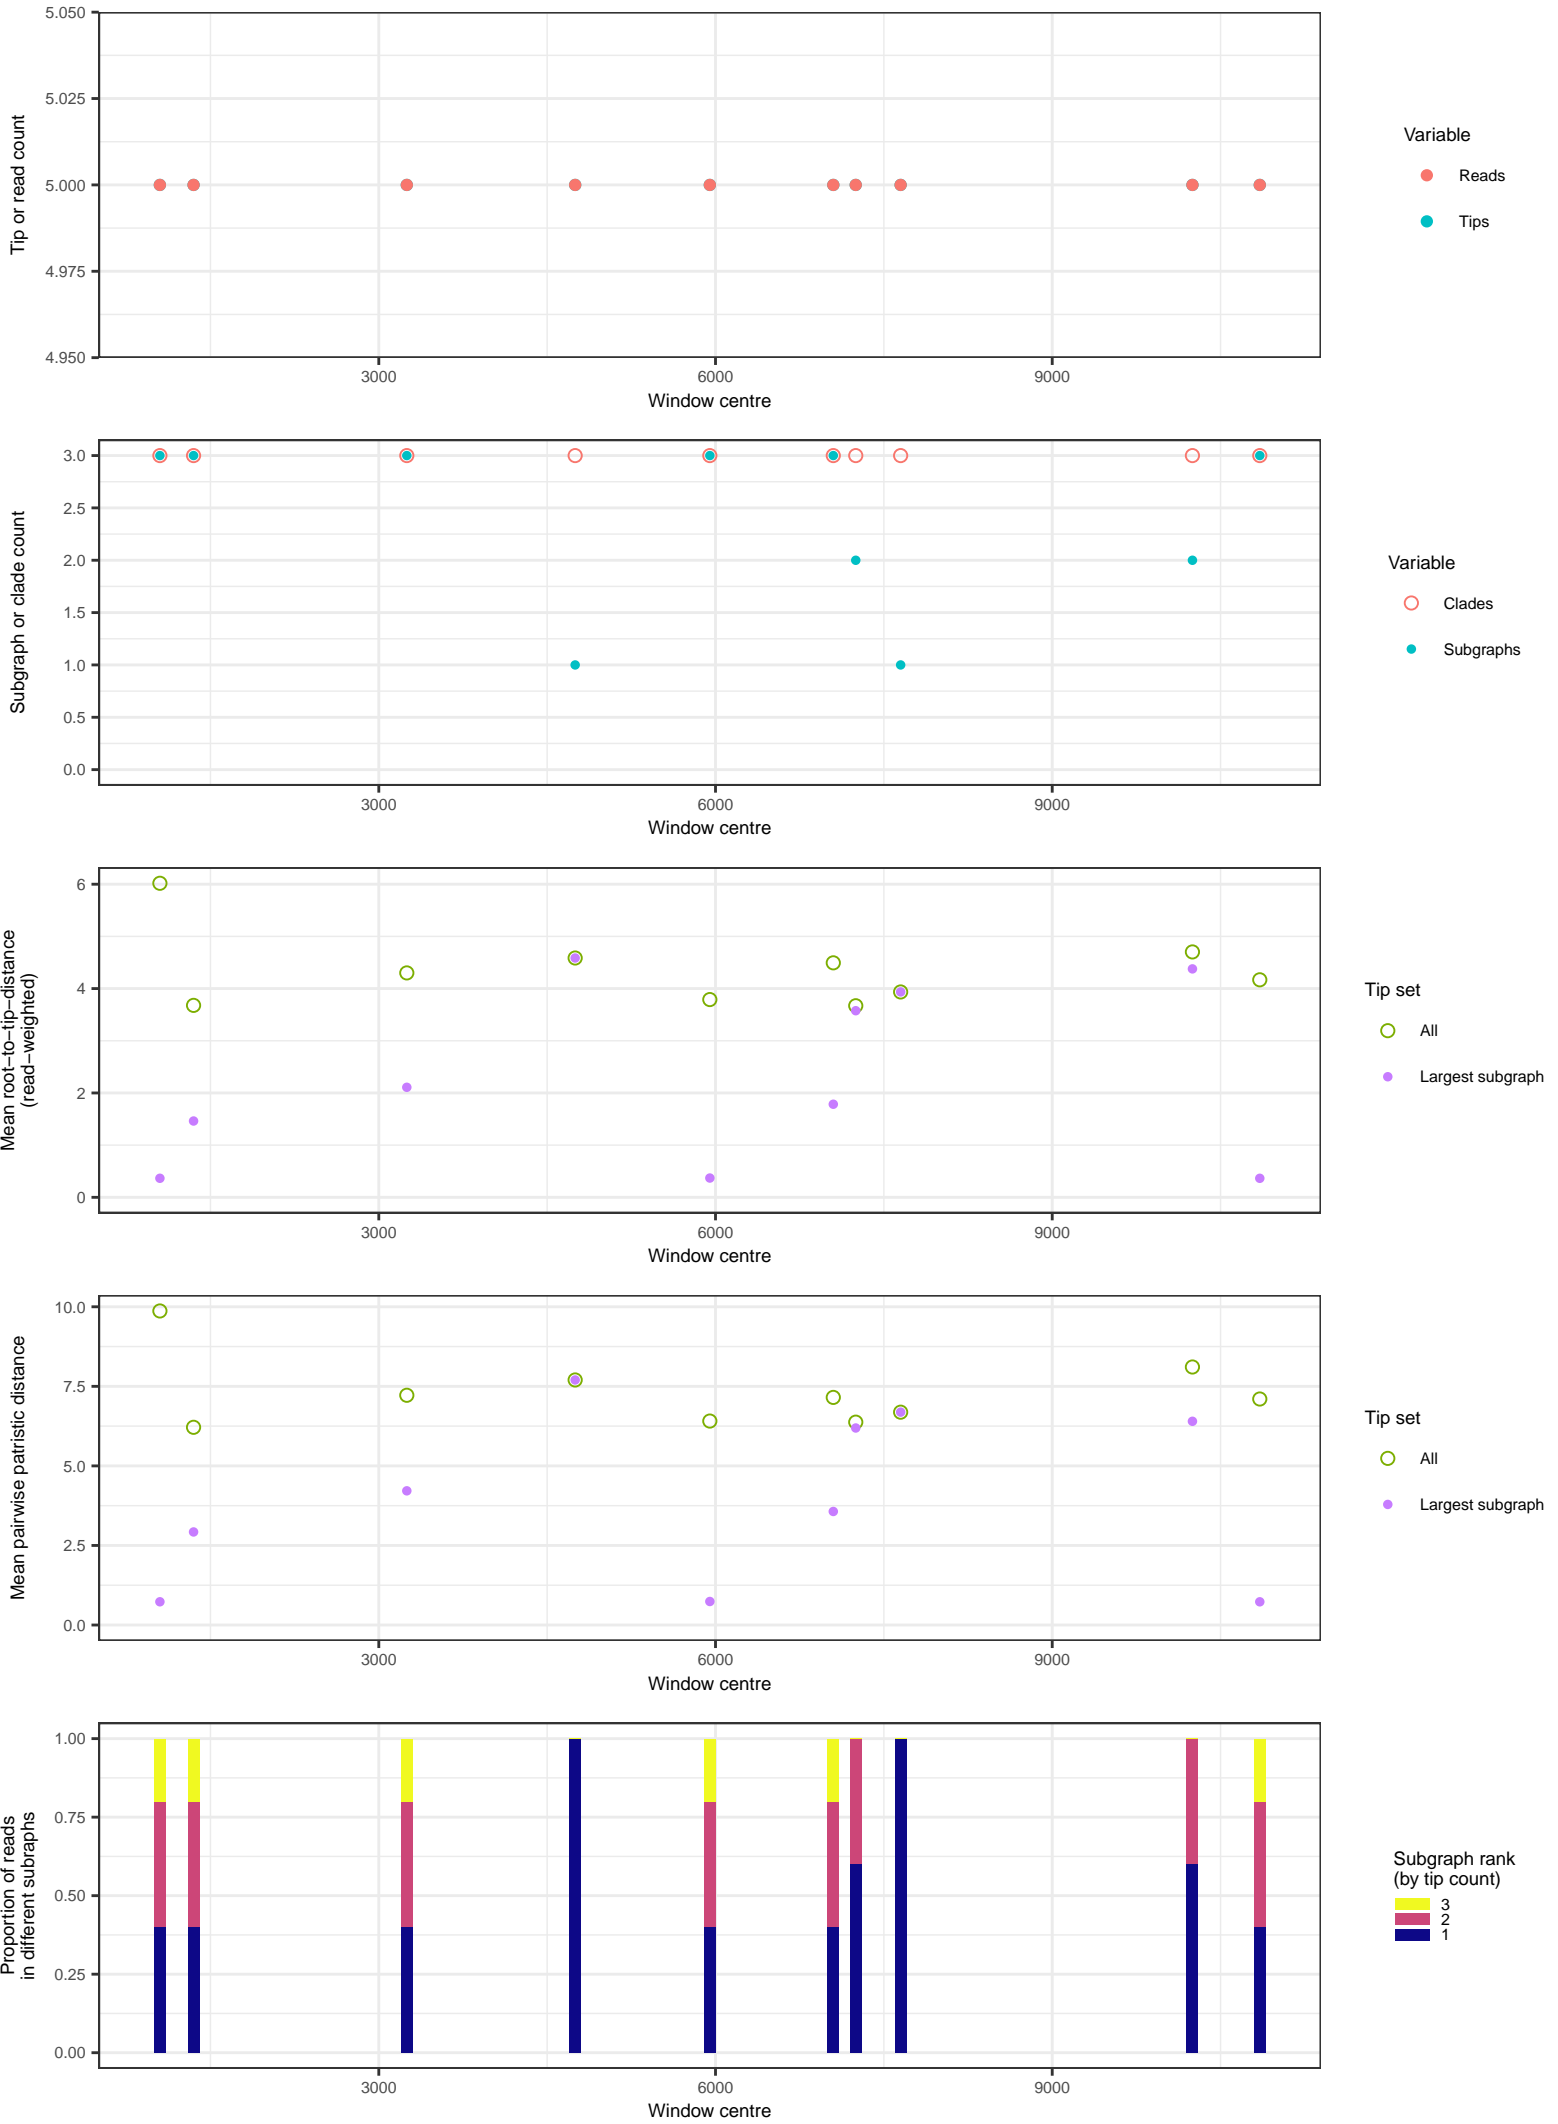 5.050
5.025
5.000
4.975
4.950
Tip or read count
3000 6000 9000
Window centre
Variable
Reads
Tips
3.0
2.5
2.0
1.5
1.0
0.5
0.0
Subgraph or clade count
3000 6000 9000
Window centre
Variable
Clades
Subgraphs
6
4
2
0
Mean root−to−tip−distance
(read−weighted)
3000 6000 9000
Window centre
Tip set
All
Largest subgraph
10.0
7.5
5.0
2.5
0.0
Mean pairwise patristic distance
3000 6000 9000
Window centre
Tip set
All
Largest subgraph
1.00
0.75
0.50
0.25
0.00
Proportion of reads
in different subraphs
3000 6000 9000
Window centre
Subgraph rank
(by tip count)
3
2
1